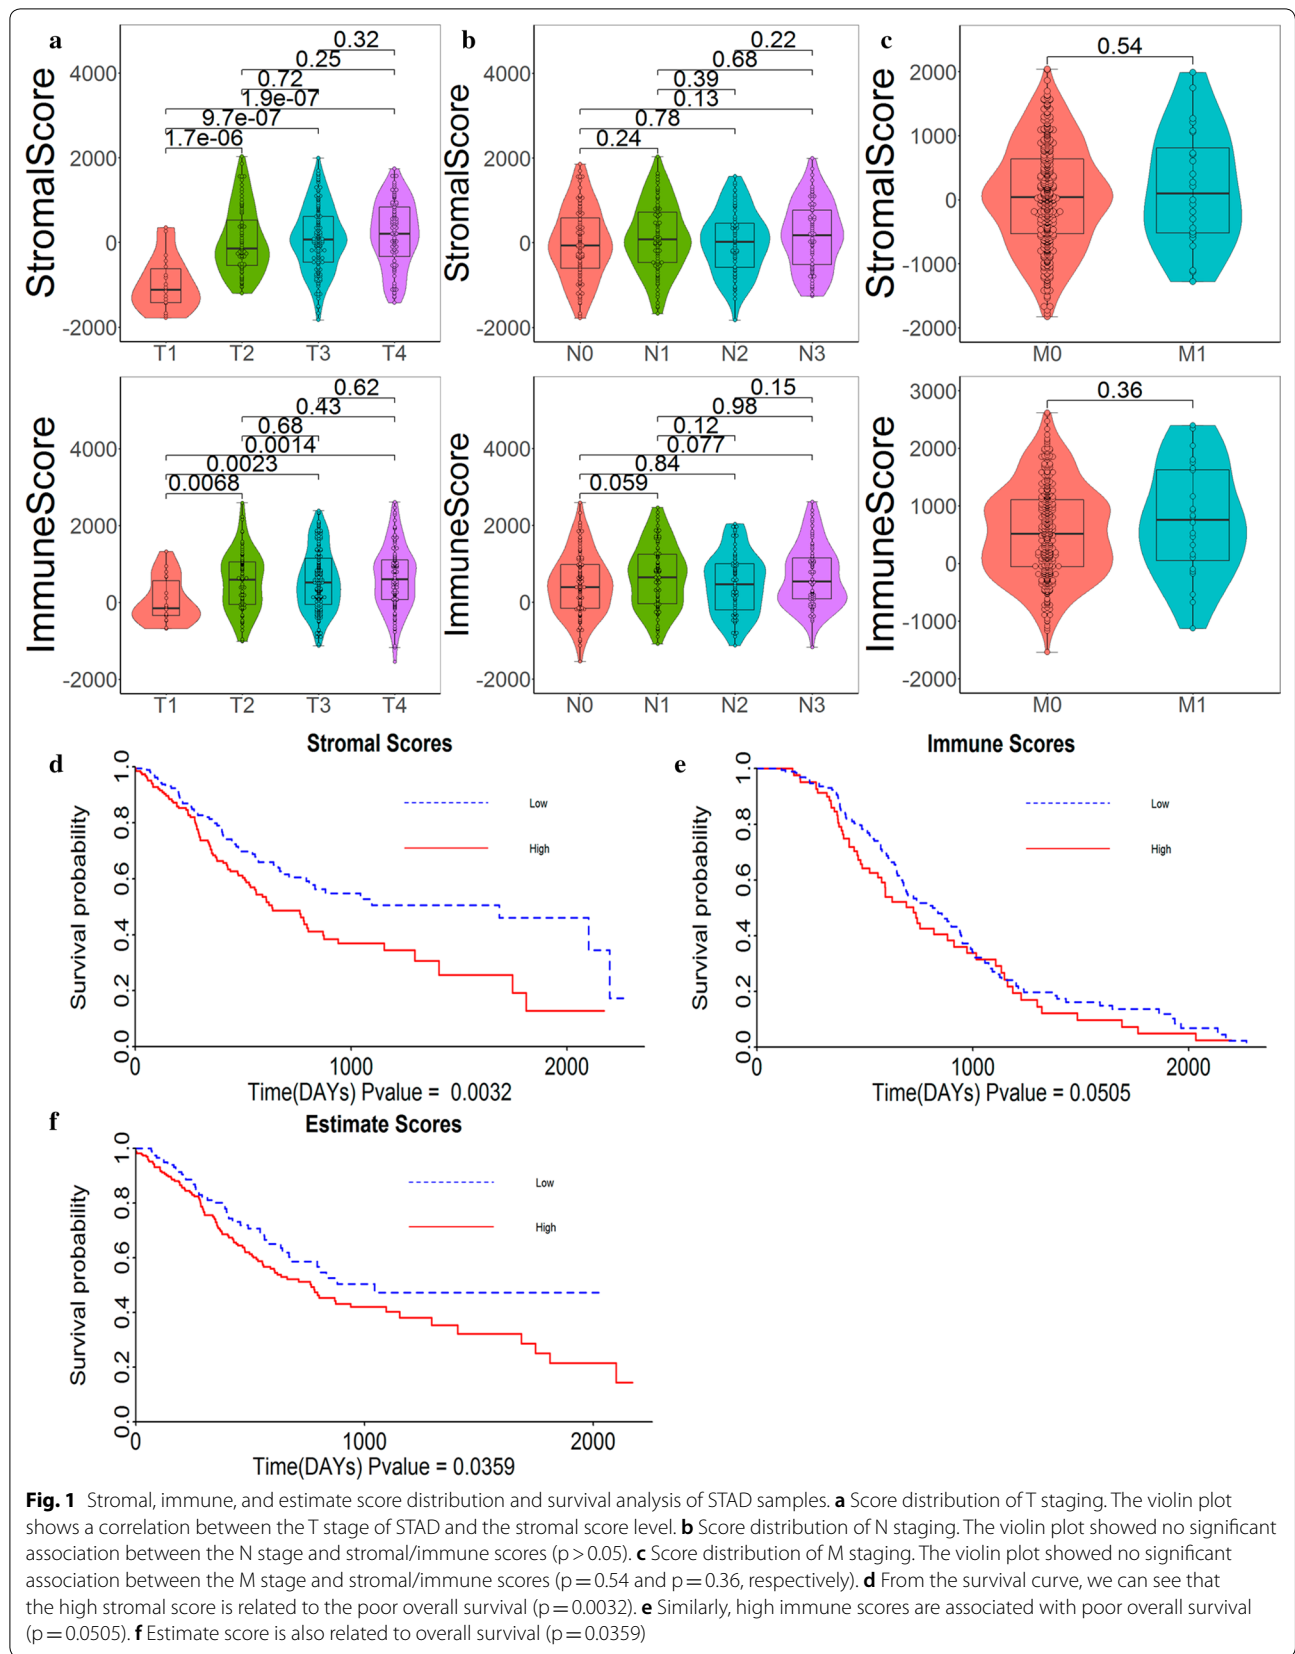 a
StromalScore
4000
2000
0
-2000
0.32
0.25
0.72
1.9e-07
9.7e-07
1.7e-06
T1 T2 T3 T4
b
StromalScore
4000
2000
0
-2000
0.22
0.68
0.39
0.13
0.78
0.24
N0 N1 N2 N3
c
StromalScore
2000
1000
0
-1000
-2000
0.54
M0 M1
ImmuneScore
4000
2000
0
-2000
0.62
0.43
0.68
0.0014
0.0023
0.0068
T1 T2 T3 T4
ImmuneScore
4000
2000
0
-2000
0.15
0.98
0.12
0.077
0.84
0.059
N0 N1 N2 N3
ImmuneScore
3000
2000
1000
0
-1000
-2000
0.36
M0 M1
d
Stromal Scores
Survival probability
1.0
0.8
0.6
0.4
0.2
0.0
Low
High
0 1000 2000
Time(DAYs) Pvalue = 0.0032
e
Immune Scores
Survival probability
1.0
0.8
0.6
0.4
0.2
0.0
Low
High
0 1000 2000
Time(DAYs) Pvalue = 0.0505
f
Estimate Scores
Survival probability
1.0
0.8
0.6
0.4
0.2
0.0
Low
High
0 1000 2000
Time(DAYs) Pvalue = 0.0359
Fig. 1 Stromal, immune, and estimate score distribution and survival analysis of STAD samples. a Score distribution of T staging. The violin plot
shows a correlation between the T stage of STAD and the stromal score level. b Score distribution of N staging. The violin plot showed no significant
association between the N stage and stromal/immune scores (p > 0.05). c Score distribution of M staging. The violin plot showed no significant
association between the M stage and stromal/immune scores (p = 0.54 and p = 0.36, respectively). d From the survival curve, we can see that
the high stromal score is related to the poor overall survival (p = 0.0032). e Similarly, high immune scores are associated with poor overall survival
(p = 0.0505). f Estimate score is also related to overall survival (p = 0.0359)